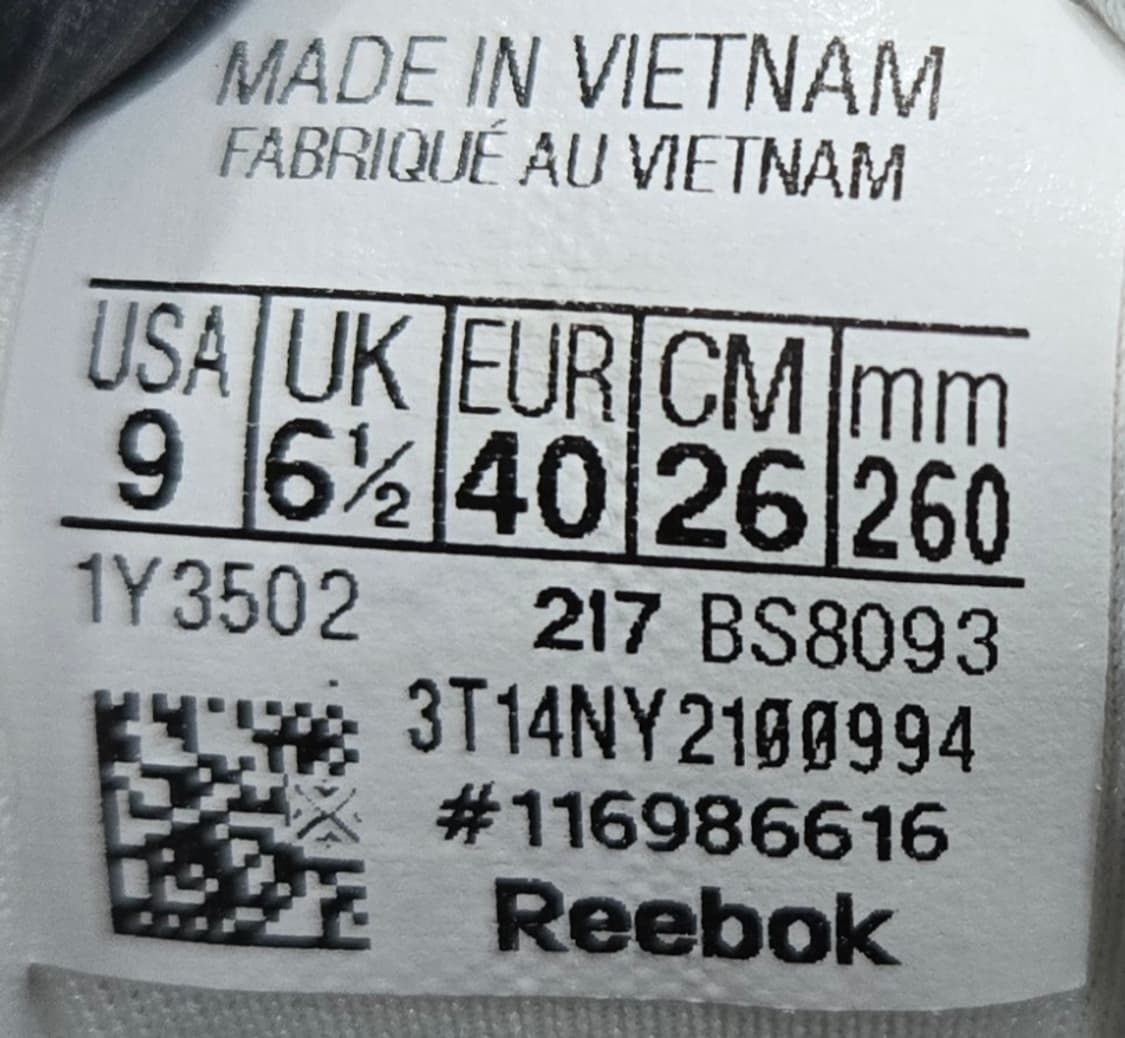 MADE IN VIETNAM
FABRIQUÉ AU VIETNAM
USA UK EUR CM mm
9 6½ 40 26 260
1Y3502 217 BS8093
3T14NY2100994
#116986616
Reebok